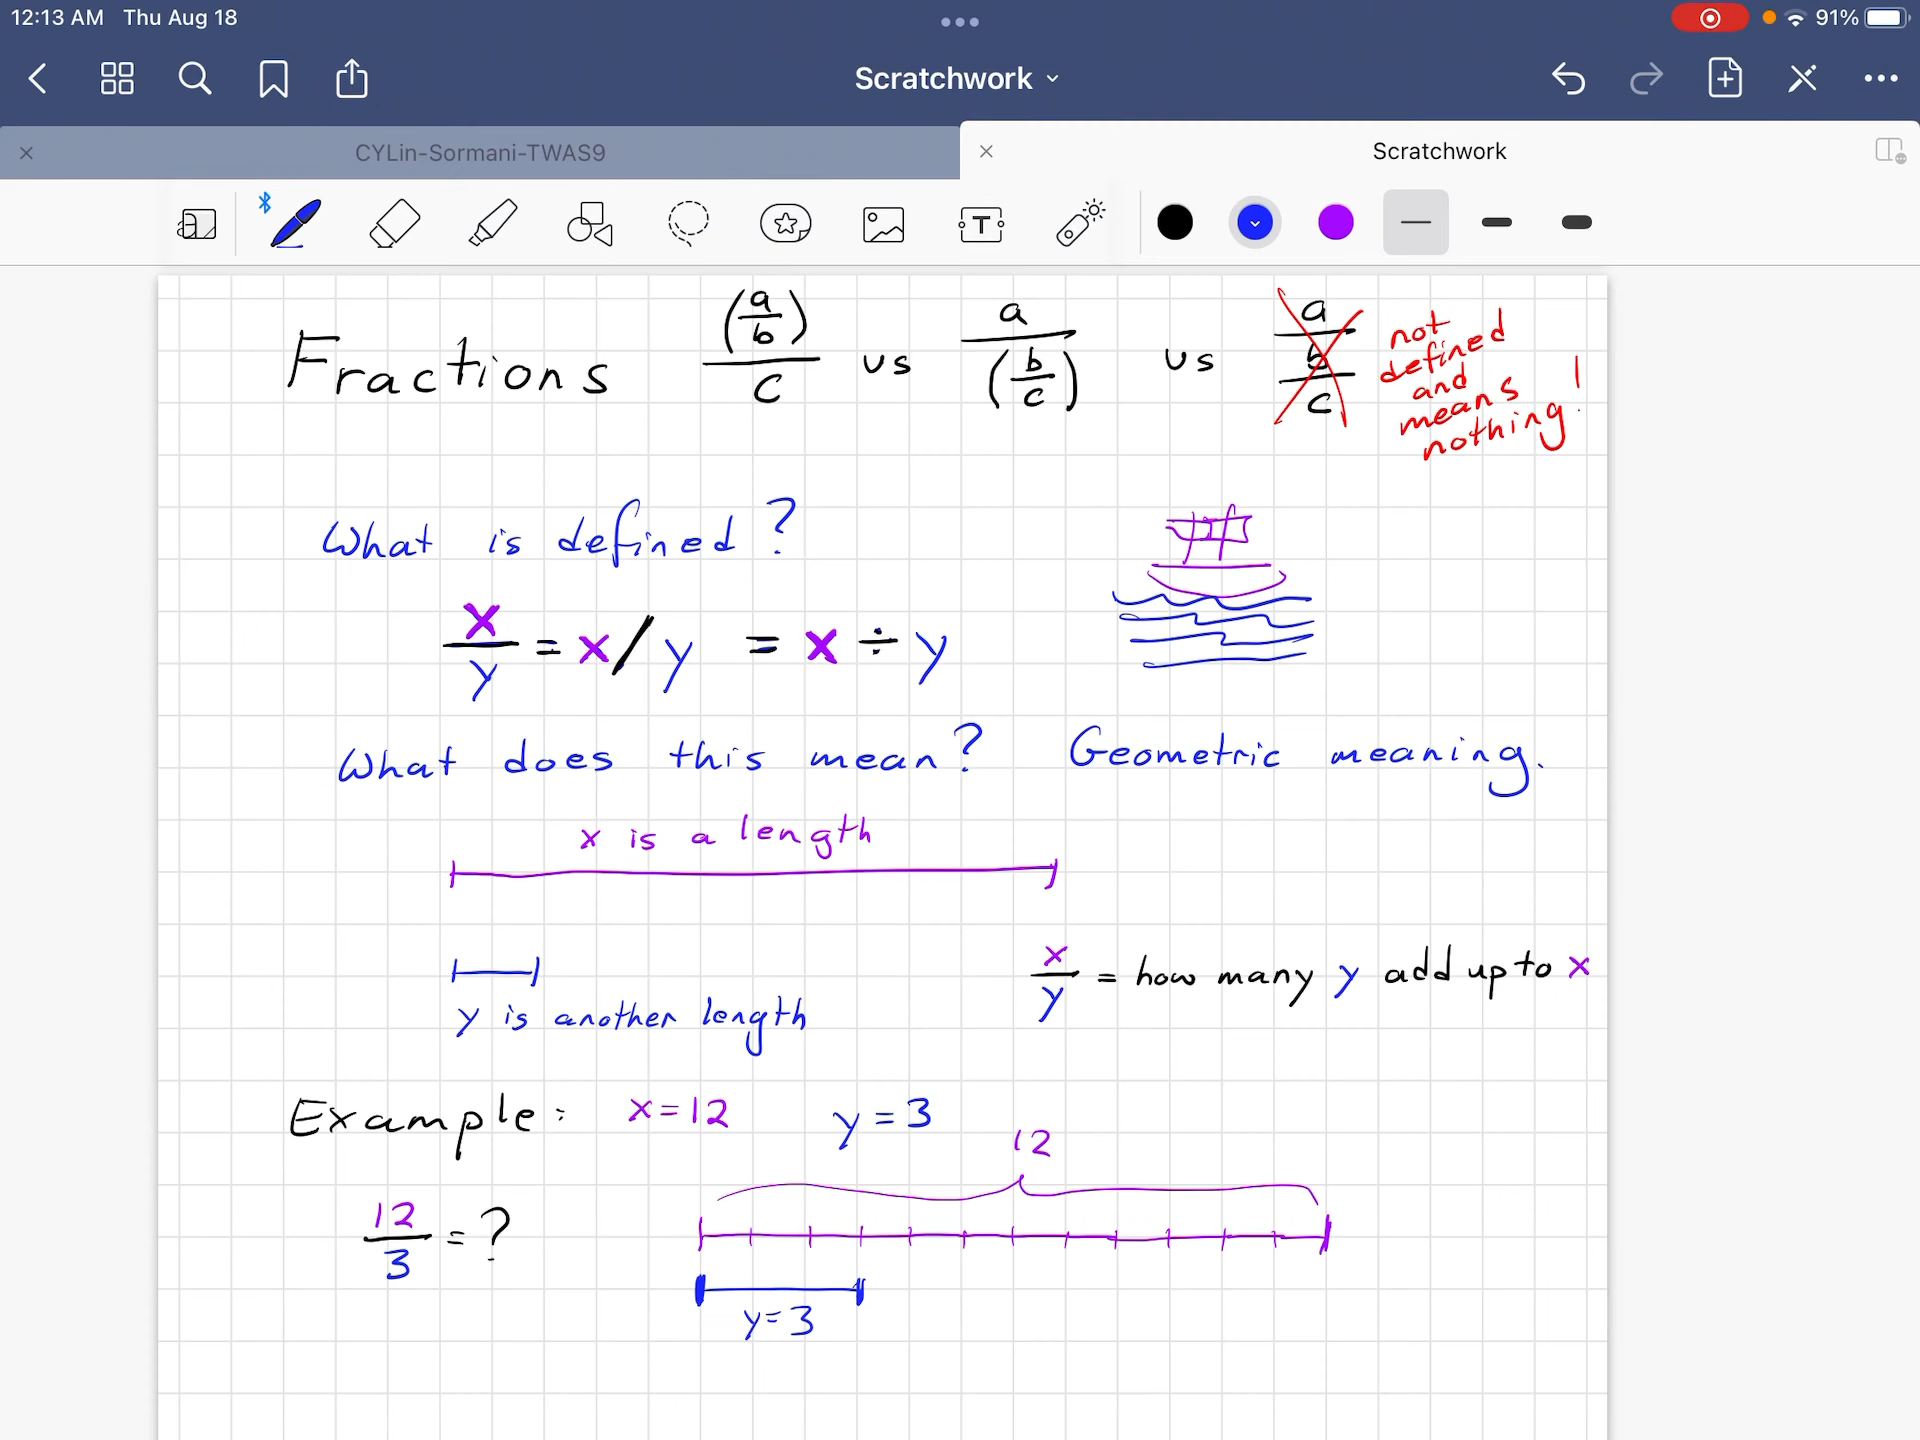 12:13 AM Thu Aug 18
91%
Scratchwork
CYLin-Sormani-TWAS9
Scratchwork
Fractions (a/b)/c vs a/(b/c) vs a/b/c
not
defined
and
means
nothing!
What is defined?
x/y = x/y = x ÷ y
What does this mean? Geometric meaning.
x is a length
x/y = how many y add up to x
y is another length
Example: x=12 y=3
12
12/3 = ?
y=3